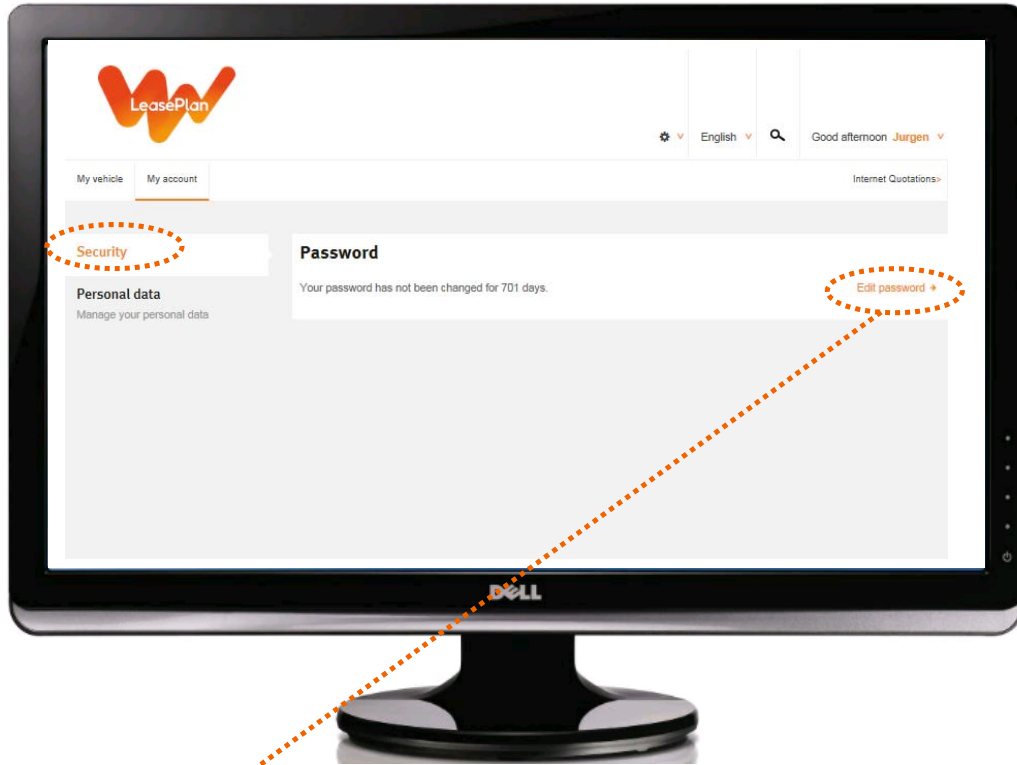 LeasePlan
English
Good afternoon Jurgen
My vehicle
My account
Internet Quotations>
Security
Password
Your password has not been changed for 701 days.
Edit password →
Personal data
Manage your personal data
DELL